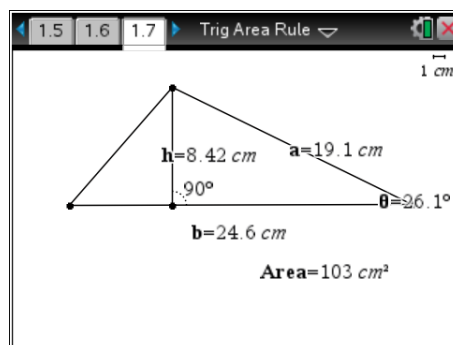 1.5 1.6 1.7 Trig Area Rule
1 cm
h=8.42 cm
a=19.1 cm
90°
θ=26.1°
b=24.6 cm
Area=103 cm²